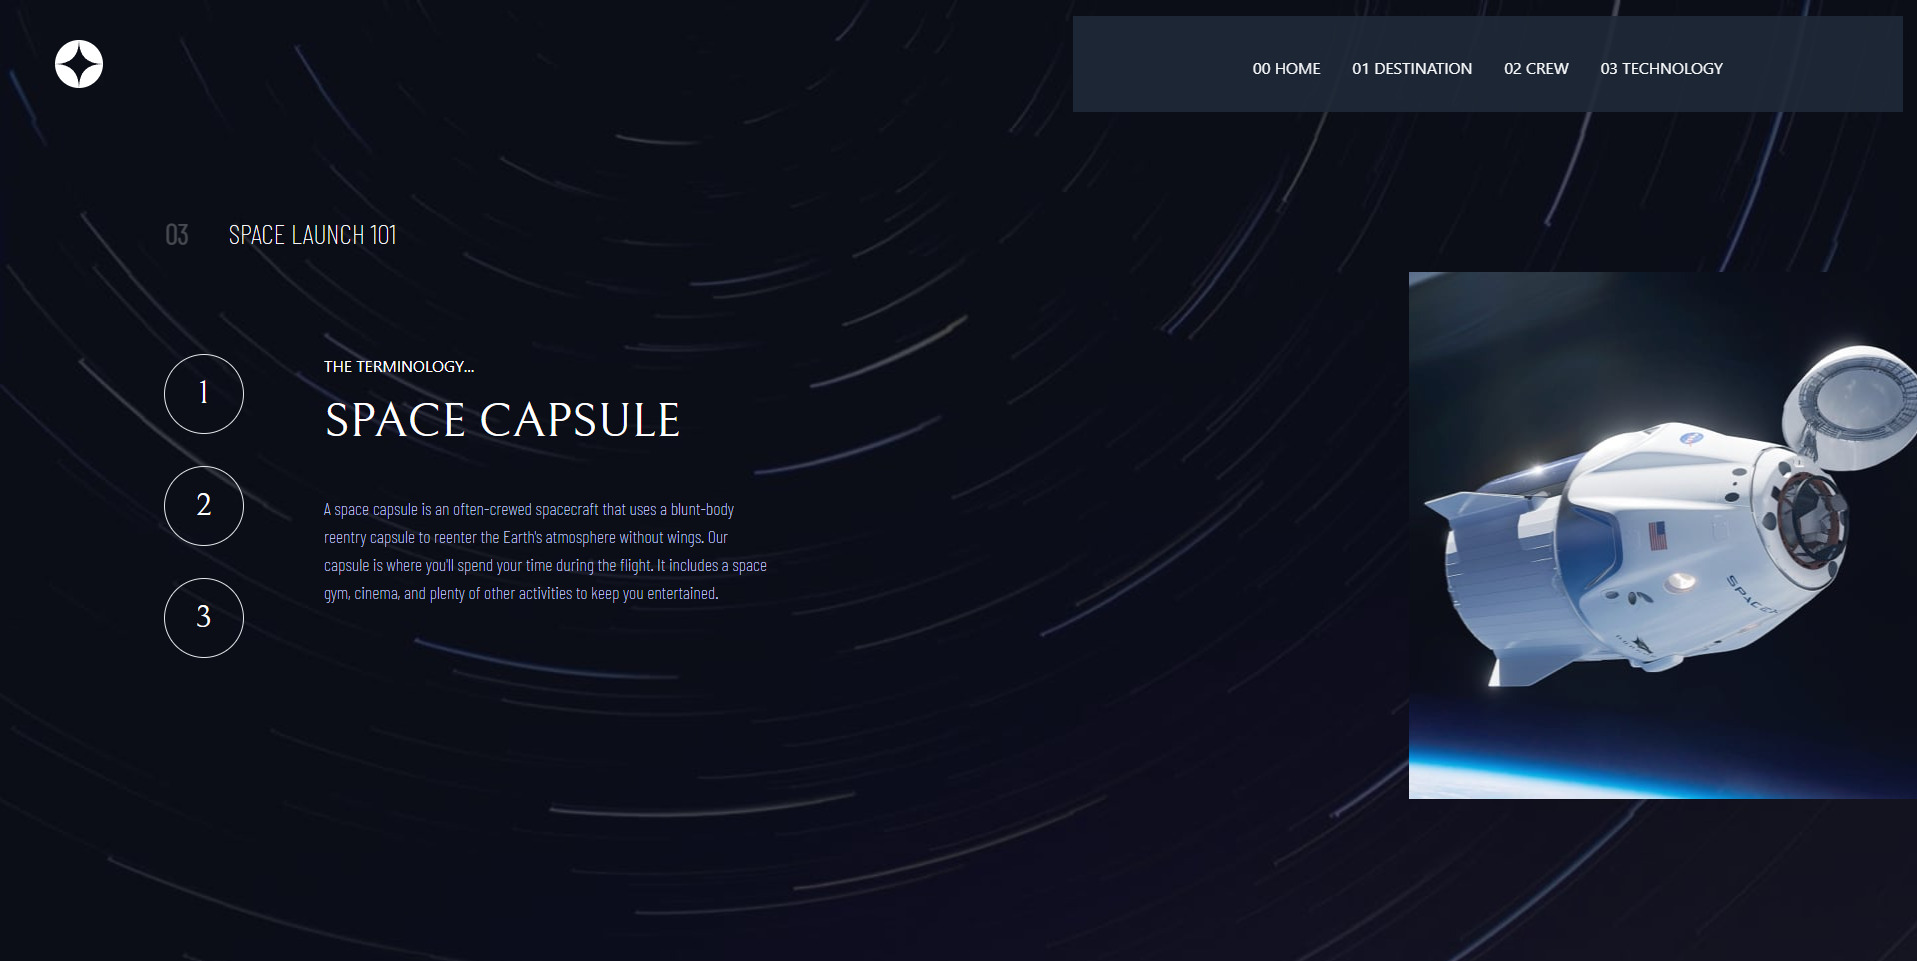 00 HOME 01 DESTINATION 02 CREW 03 TECHNOLOGY
03 SPACE LAUNCH 101
1
2
3
THE TERMINOLOGY...
SPACE CAPSULE
A space capsule is an often-crewed spacecraft that uses a blunt-body
reentry capsule to reenter the Earth's atmosphere without wings. Our
capsule is where you'll spend your time during the flight. It includes a space
gym, cinema, and plenty of other activities to keep you entertained.
NASA
SPACEX